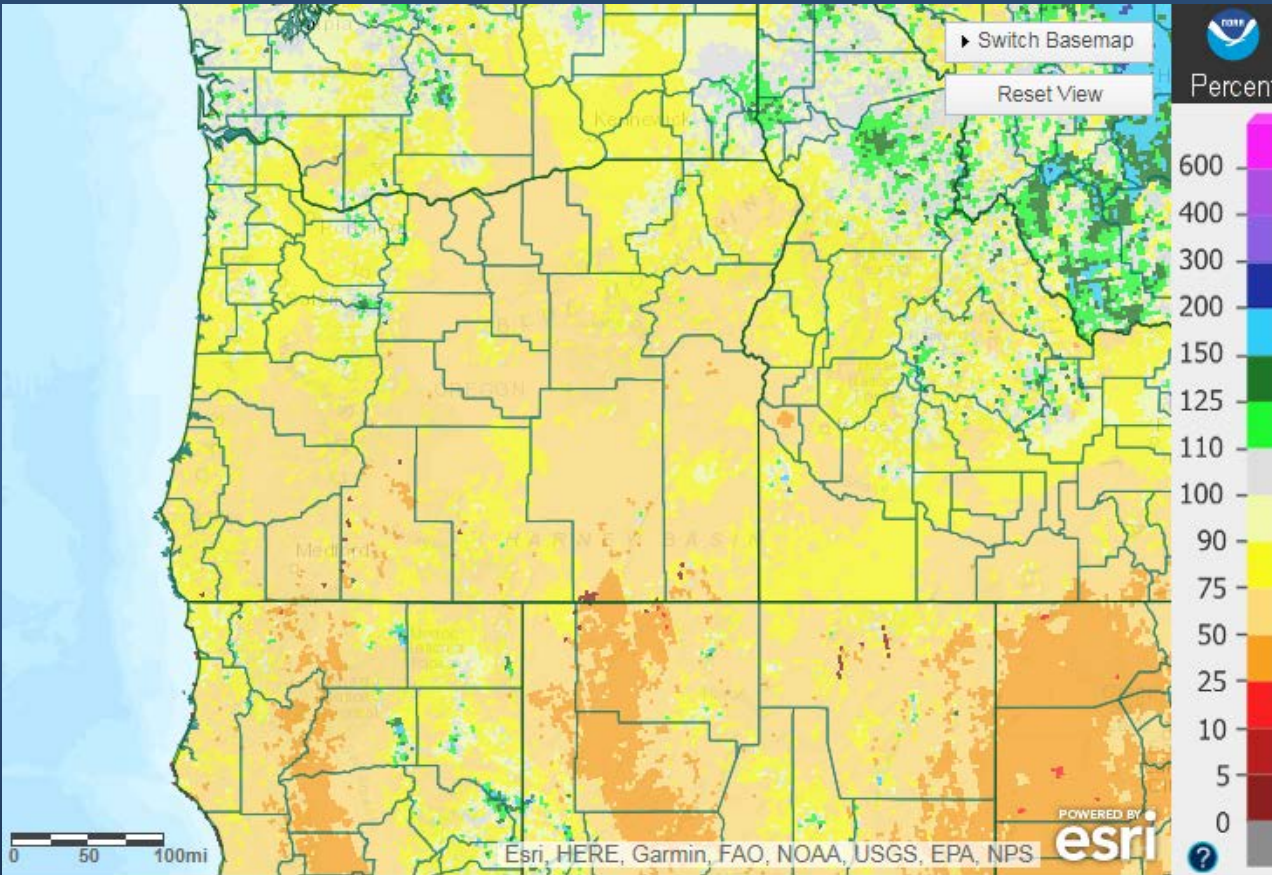 Switch Basemap
Reset View
NOAA
Percent
Kennewick
OREGON
HARNEY BASIN
Medford
600
400
300
200
150
125
110
100
90
75
50
25
10
5
0
0 50 100mi
Esri, HERE, Garmin, FAO, NOAA, USGS, EPA, NPS
POWERED BY
esri
?